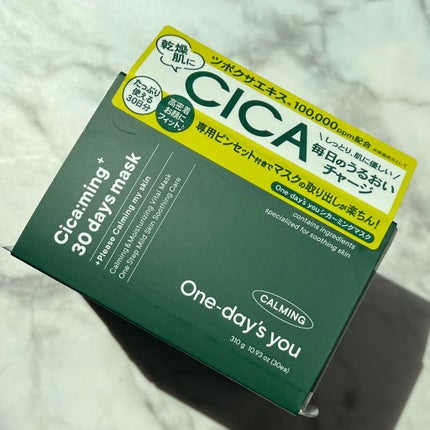 乾燥
肌に
ツボクサエキス※100,000ppm配合
CICA
たっぷり
使える
30日分
高密着
お顔に
フィット♪
＼しっとり、肌に優しい／
毎日のうるおい
チャージ
専用ピンセット付きでマスクの取り出しが楽ちん！
One-day's you シカーミングマスク
Cica:ming +
30 days mask
+Please Calming my skin
Calming & Moisturizing Vital Mask
One Step Mild Skin Soothing Care
contains ingredients
specialized for soothing skin
CALMING
One-day's you
310 g 10.93 oz (30ea)